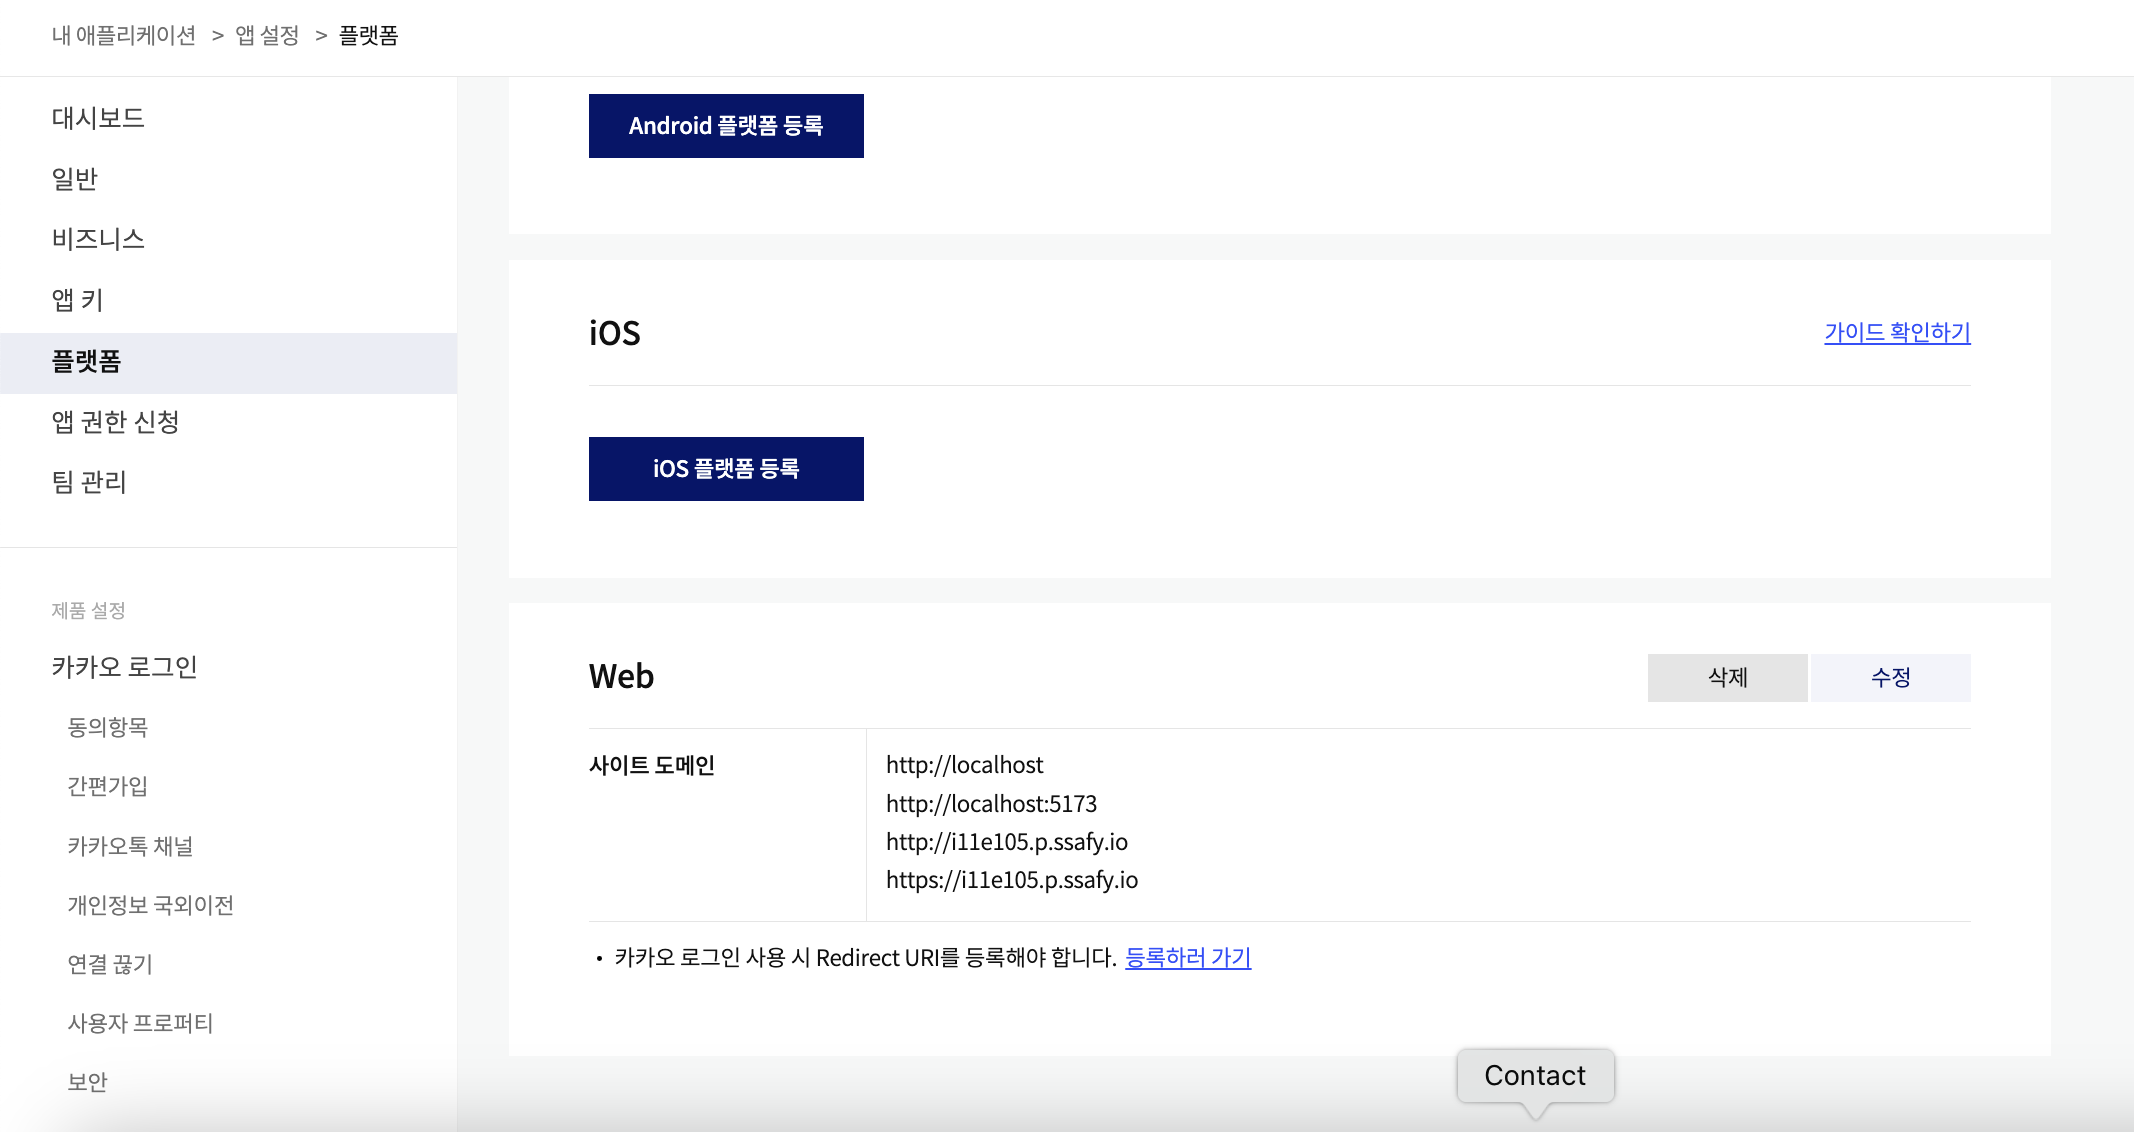 내 애플리케이션 > 앱 설정 > 플랫폼
대시보드
일반
비즈니스
앱 키
플랫폼
앱 권한 신청
팀 관리
제품 설정
카카오 로그인
동의항목
간편가입
카카오톡 채널
개인정보 국외이전
연결 끊기
사용자 프로퍼티
보안
Android 플랫폼 등록
iOS
가이드 확인하기
iOS 플랫폼 등록
Web
삭제
수정
사이트 도메인
http://localhost
http://localhost:5173
http://i11e105.p.ssafy.io
https://i11e105.p.ssafy.io
• 카카오 로그인 사용 시 Redirect URI를 등록해야 합니다. 등록하러 가기
Contact